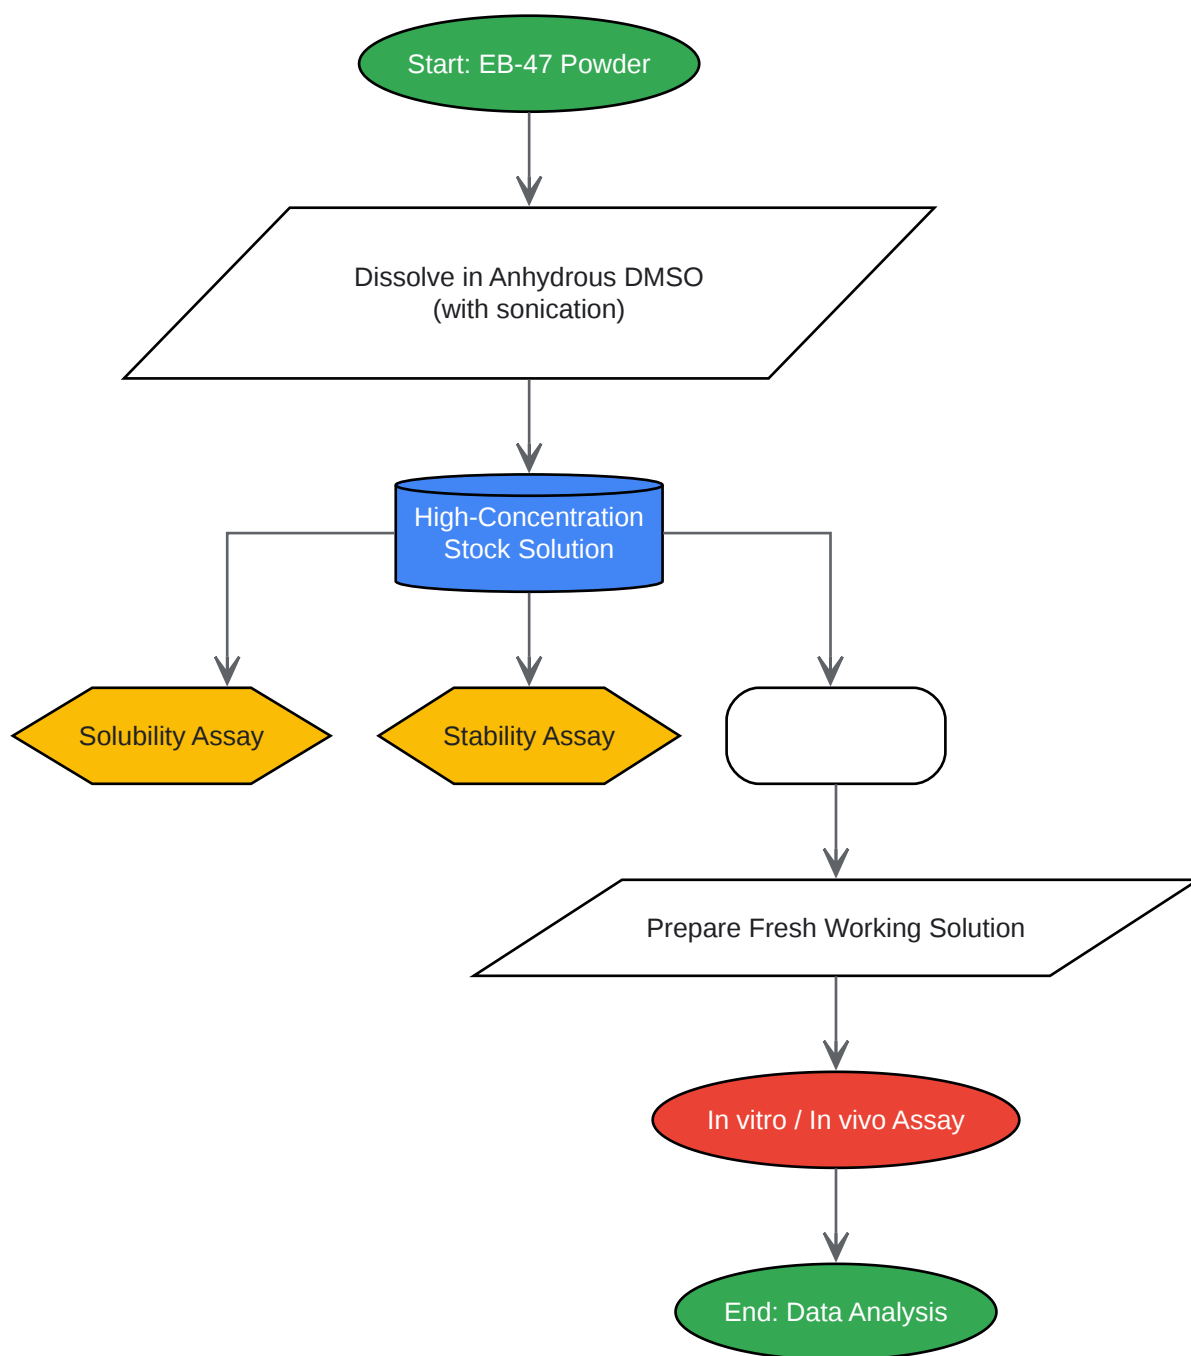 Start: EB-47 Powder
Dissolve in Anhydrous DMSO
(with sonication)
High-Concentration
Stock Solution
Solubility Assay
Stability Assay
Prepare Fresh Working Solution
In vitro / In vivo Assay
End: Data Analysis